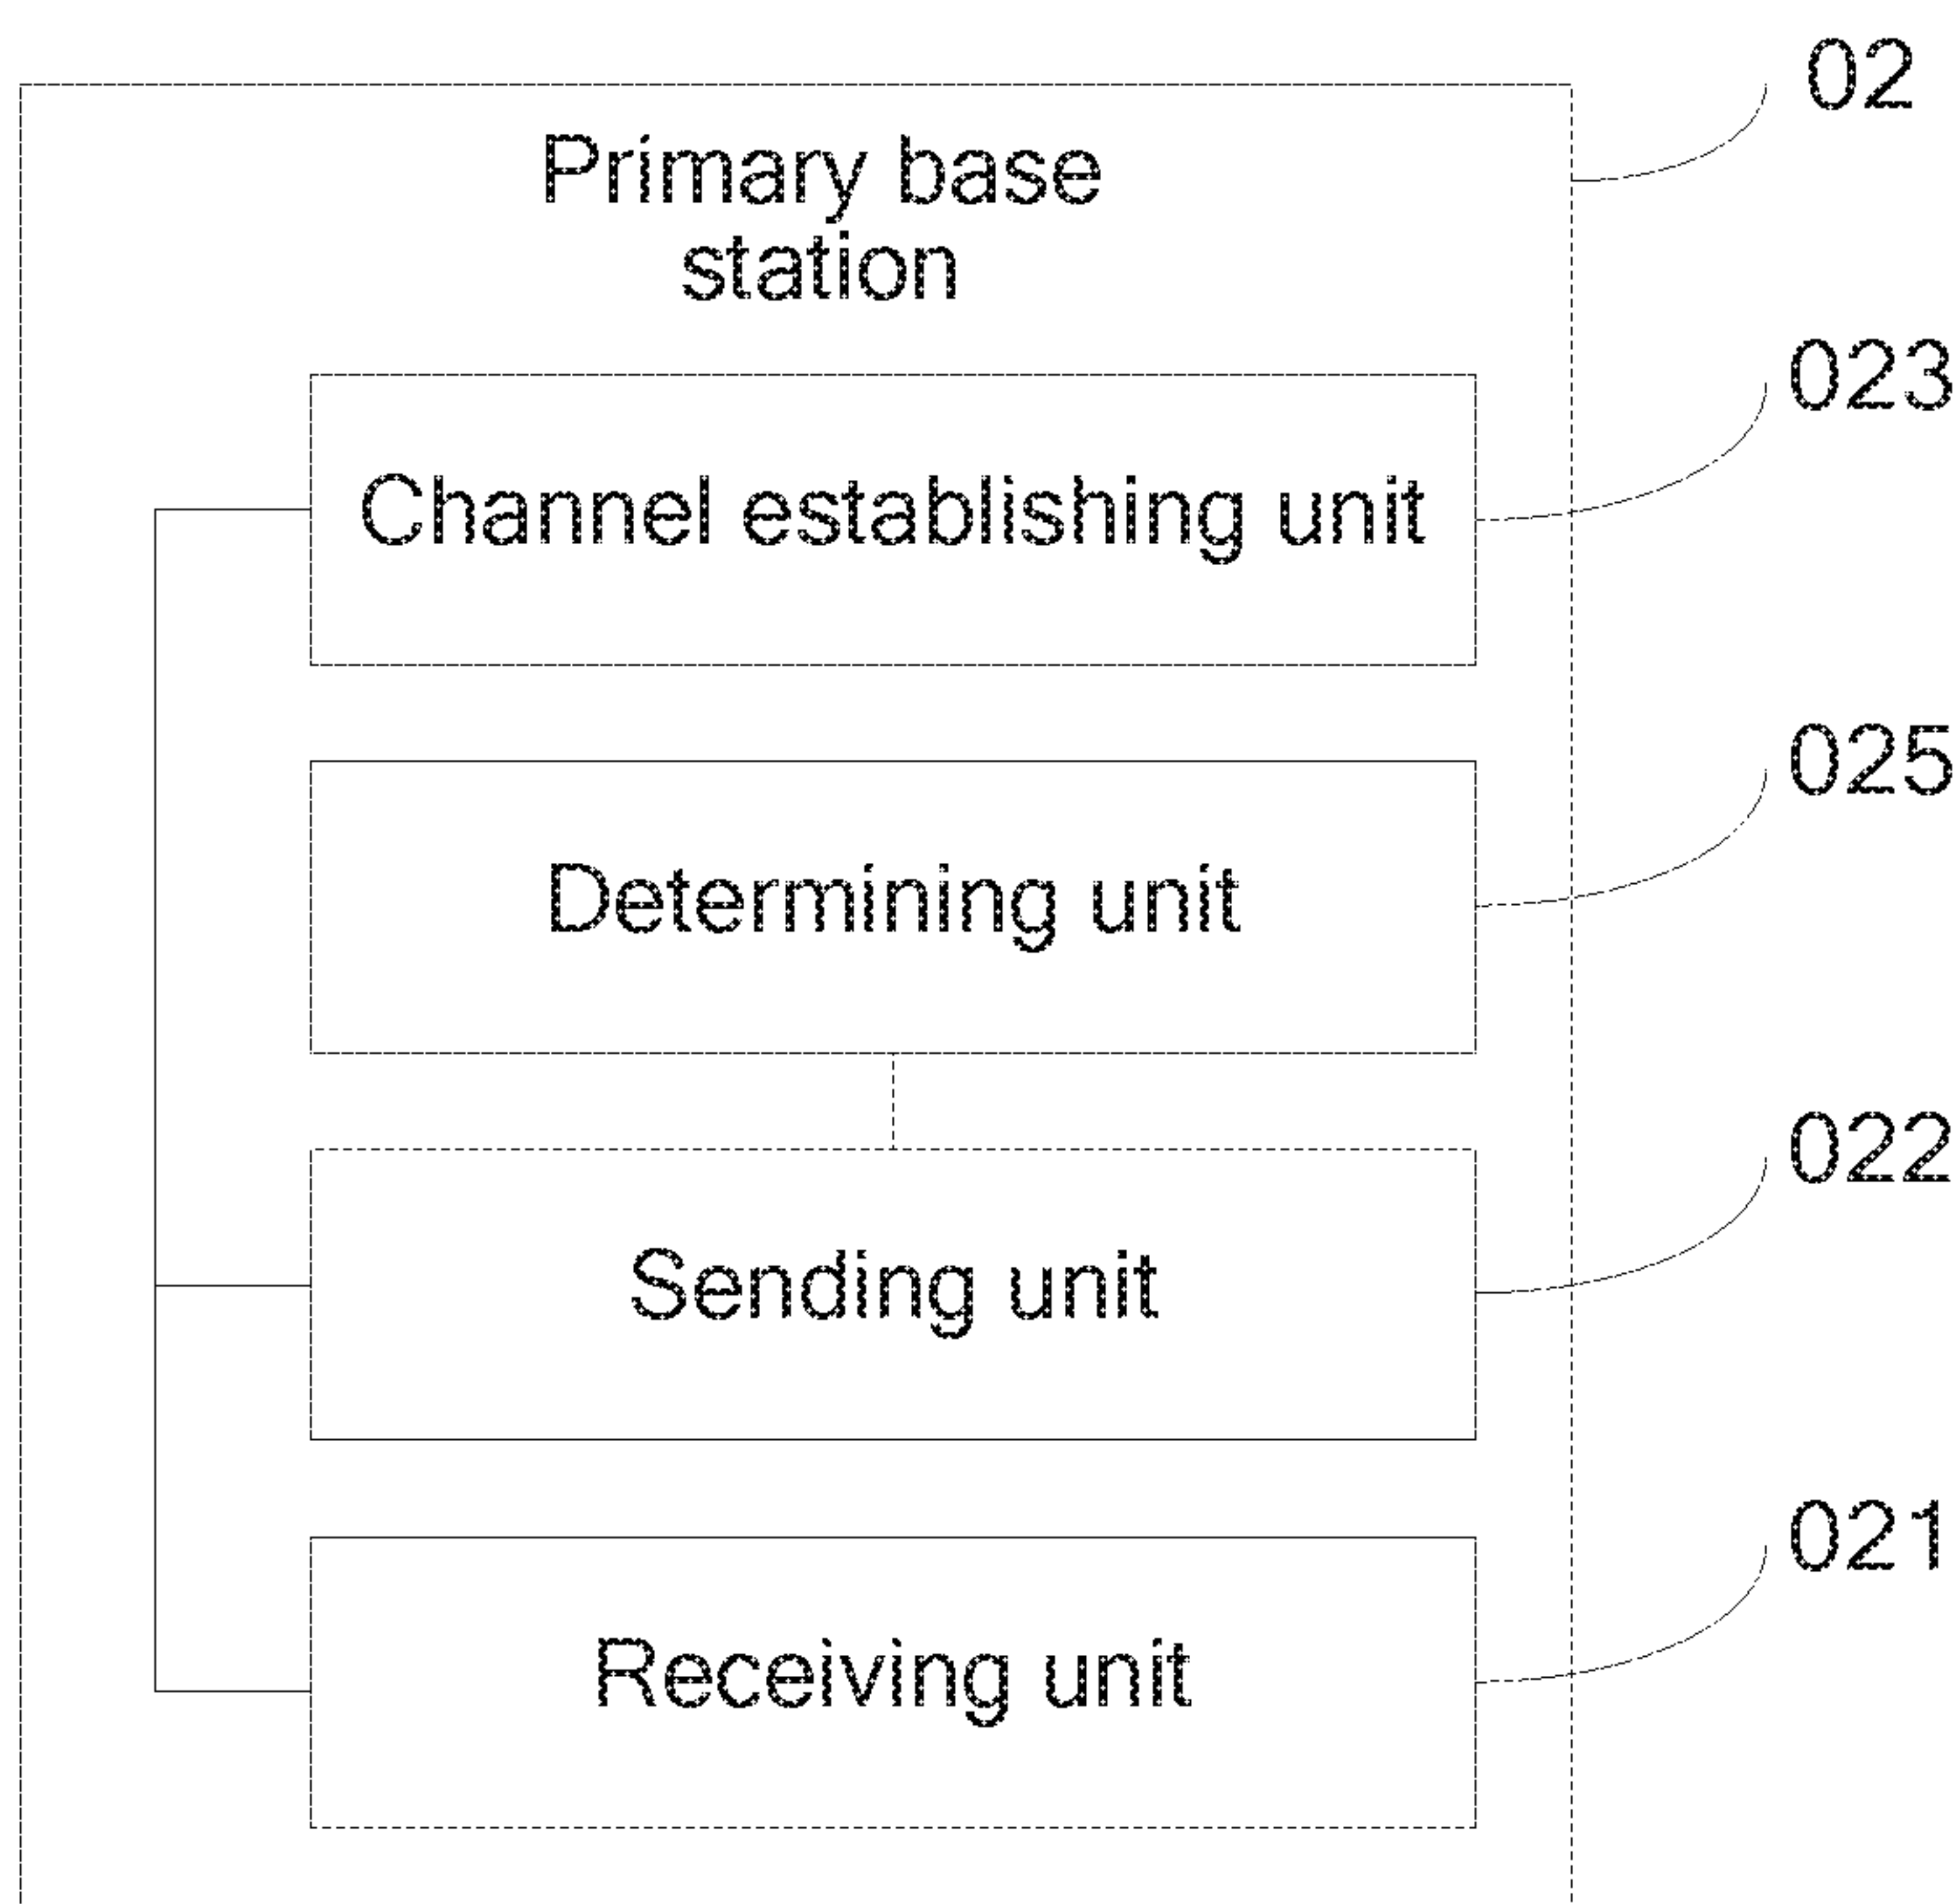 02
Primary base
station
023
Channel establishing unit
025
Determining unit
022
Sending unit
021
Receiving unit